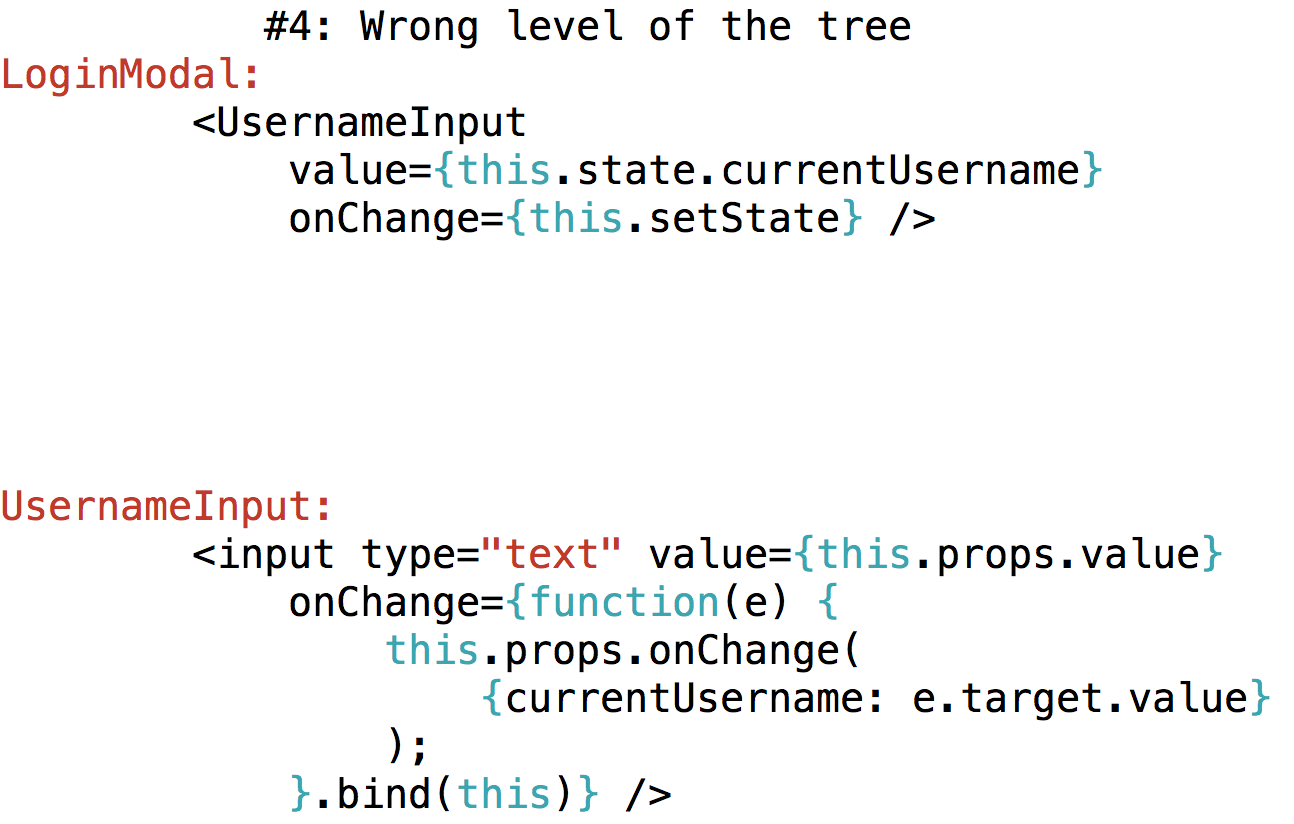 #4: Wrong level of the tree
LoginModal:
<UsernameInput
value={this.state.currentUsername}
onChange={this.setState} />
UsernameInput:
<input type="text" value={this.props.value}
onChange={function(e) {
this.props.onChange(
{currentUsername: e.target.value}
);
}.bind(this)} />